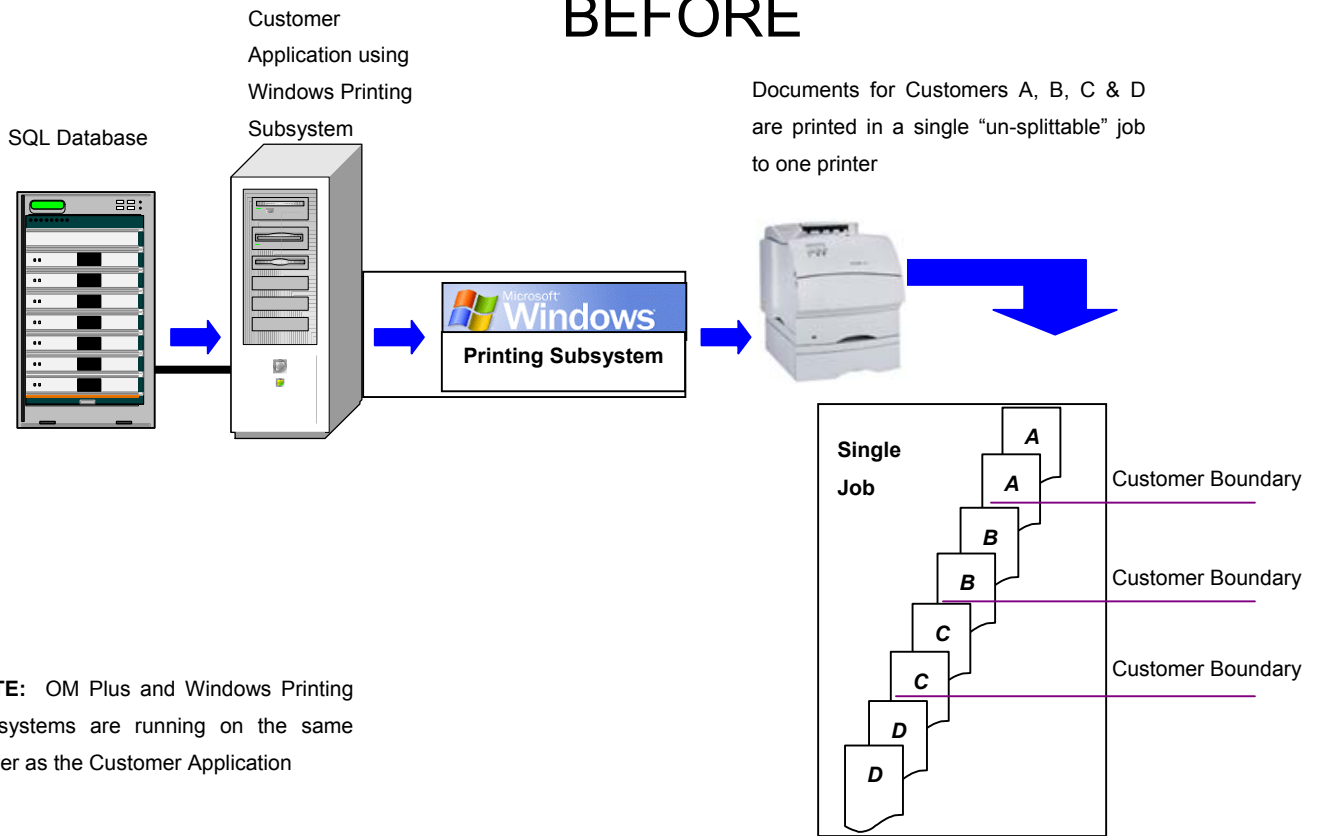 BEFORE
Customer
Application using
Windows Printing
Subsystem
SQL Database
Documents for Customers A, B, C & D
are printed in a single “un-splittable” job
to one printer
Microsoft
Windows
Printing Subsystem
Single
Job
A
A
Customer Boundary
B
B
Customer Boundary
C
C
Customer Boundary
D
D
TE: OM Plus and Windows Printing
systems are running on the same
er as the Customer Application